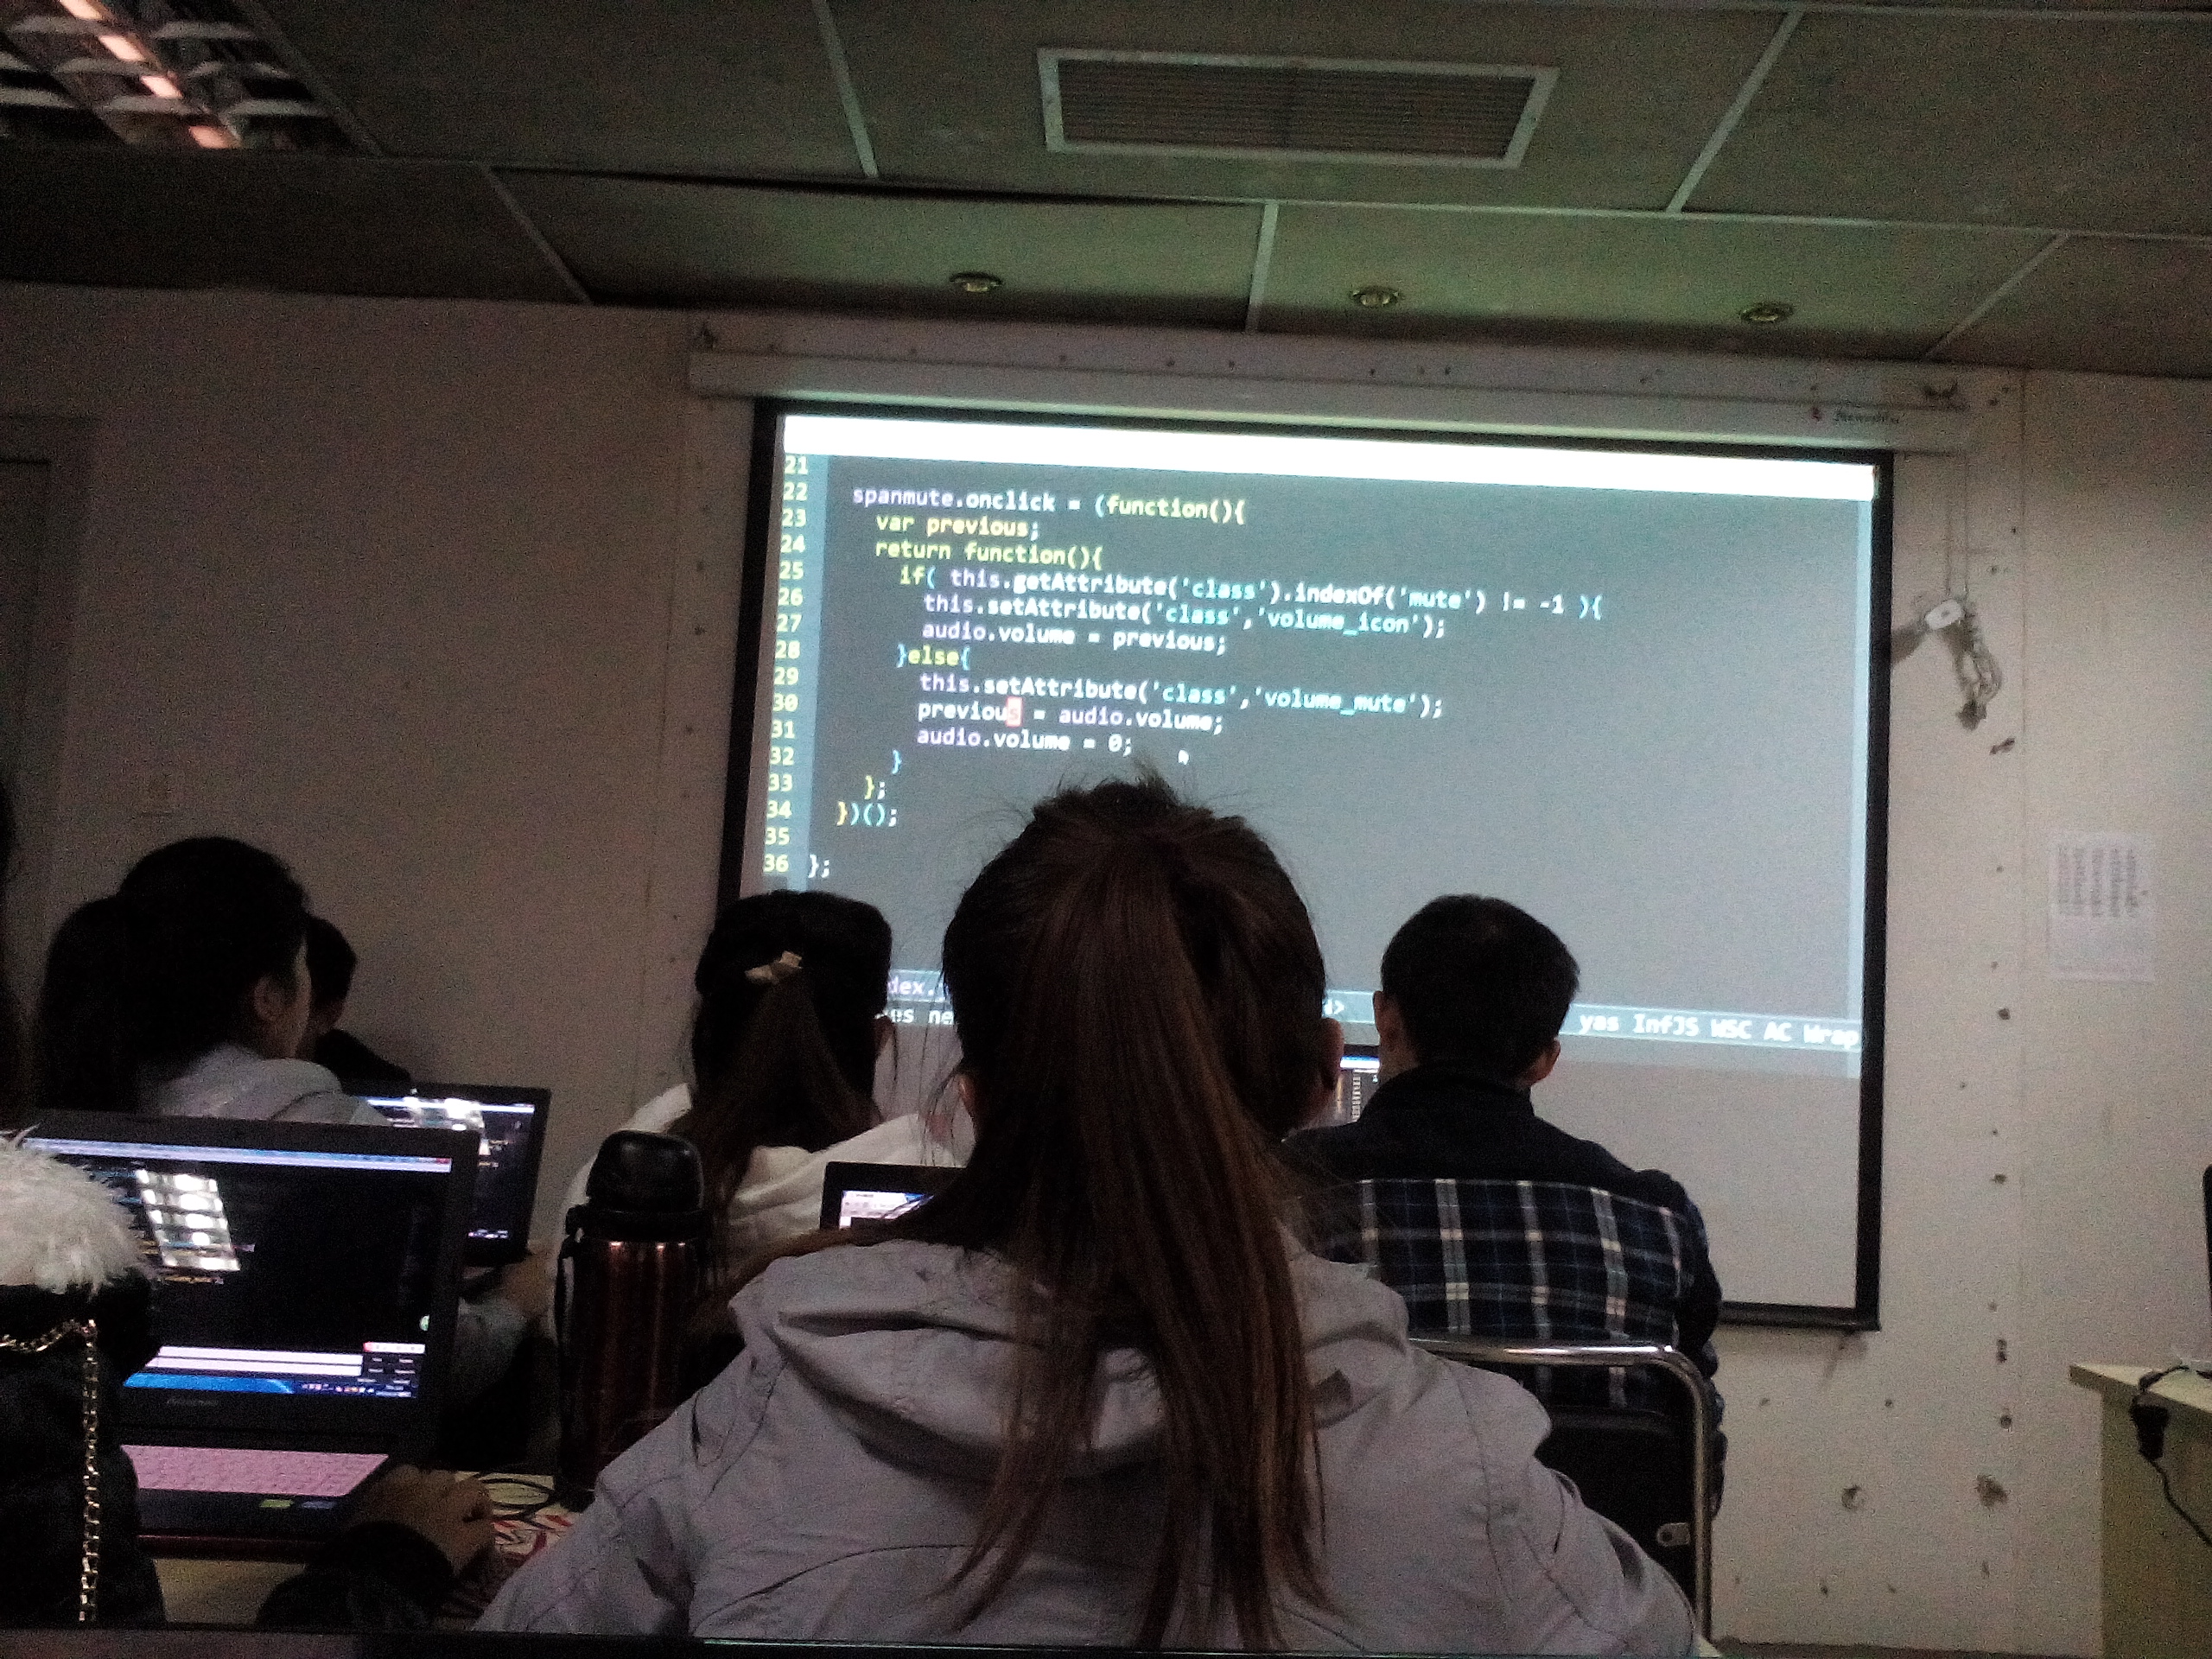 21
22 spanmute.onclick = (function(){
23 var previous;
24 return function(){
25 if( this.getAttribute('class').indexOf('mute') != -1 ){
26 this.setAttribute('class','volume_icon');
27 audio.volume = previous;
28 }else{
29 this.setAttribute('class','volume_mute');
30 previous = audio.volume;
31 audio.volume = 0;
32 }
33 };
34 })();
35
36 };
dex.
es ne
yas InfJS WSC AC Wrap